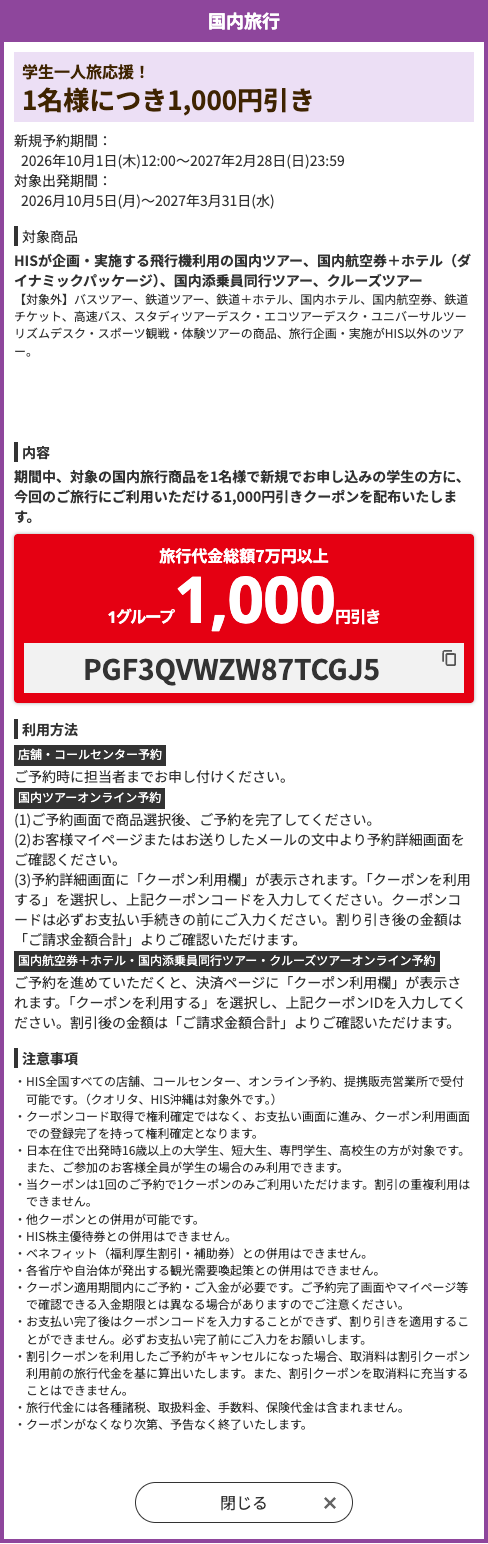 国内旅行
学生一人旅応援！
1名様につき1,000円引き
新規予約期間：
2026年10月1日(木)12:00～2027年2月28日(日)23:59
対象出発期間：
2026月10月5日(月)～2027年3月31日(水)
対象商品
HISが企画・実施する飛行機利用の国内ツアー、国内航空券＋ホテル（ダ
イナミックパッケージ）、国内添乗員同行ツアー、クルーズツアー
【対象外】バスツアー、鉄道ツアー、鉄道＋ホテル、国内ホテル、国内航空券、鉄道
チケット、高速バス、スタディツアーデスク・エコツアーデスク・ユニバーサルツー
リズムデスク・スポーツ観戦・体験ツアーの商品、旅行企画・実施がHIS以外のツア
ー。
内容
期間中、対象の国内旅行商品を1名様で新規でお申し込みの学生の方に、
今回のご旅行にご利用いただける1,000円引きクーポンを配布いたしま
す。
旅行代金総額7万円以上
1グループ1,000円引き
PGF3QVWZW87TCGJ5
利用方法
店舗・コールセンター予約
ご予約時に担当者までお申し付けください。
国内ツアーオンライン予約
(1)ご予約画面で商品選択後、ご予約を完了してください。
(2)お客様マイページまたはお送りしたメールの文中より予約詳細画面を
ご確認ください。
(3)予約詳細画面に「クーポン利用欄」が表示されます。「クーポンを利用
する」を選択し、上記クーポンコードを入力してください。クーポンコ
ードは必ずお支払い手続きの前にご入力ください。割り引き後の金額は
「ご請求金額合計」よりご確認いただけます。
国内航空券＋ホテル・国内添乗員同行ツアー・クルーズツアーオンライン予約
ご予約を進めていただくと、決済ページに「クーポン利用欄」が表示さ
れます。「クーポンを利用する」を選択し、上記クーポンIDを入力してく
ださい。割引後の金額は「ご請求金額合計」よりご確認いただけます。
注意事項
・HIS全国すべての店舗、コールセンター、オンライン予約、提携販売営業所で受付
可能です。（クオリタ、HIS沖縄は対象外です。）
・クーポンコード取得で権利確定ではなく、お支払い画面に進み、クーポン利用画面
での登録完了を持って権利確定となります。
・日本在住で出発時16歳以上の大学生、短大生、専門学生、高校生の方が対象です。
また、ご参加のお客様全員が学生の場合のみ利用できます。
・当クーポンは1回のご予約で1クーポンのみご利用いただけます。割引の重複利用は
できません。
・他クーポンとの併用が可能です。
・HIS株主優待券との併用はできません。
・ベネフィット（福利厚生割引・補助券）との併用はできません。
・各省庁や自治体が発出する観光需要喚起策との併用はできません。
・クーポン適用期間内にご予約・ご入金が必要です。ご予約完了画面やマイページ等
で確認できる入金期限とは異なる場合がありますのでご注意ください。
・お支払い完了後はクーポンコードを入力することができず、割り引きを適用するこ
とができません。必ずお支払い完了前にご入力をお願いします。
・割引クーポンを利用したご予約がキャンセルになった場合、取消料は割引クーポン
利用前の旅行代金を基に算出いたします。また、割引クーポンを取消料に充当する
ことはできません。
・旅行代金には各種諸税、取扱料金、手数料、保険代金は含まれません。
・クーポンがなくなり次第、予告なく終了いたします。
閉じる ×